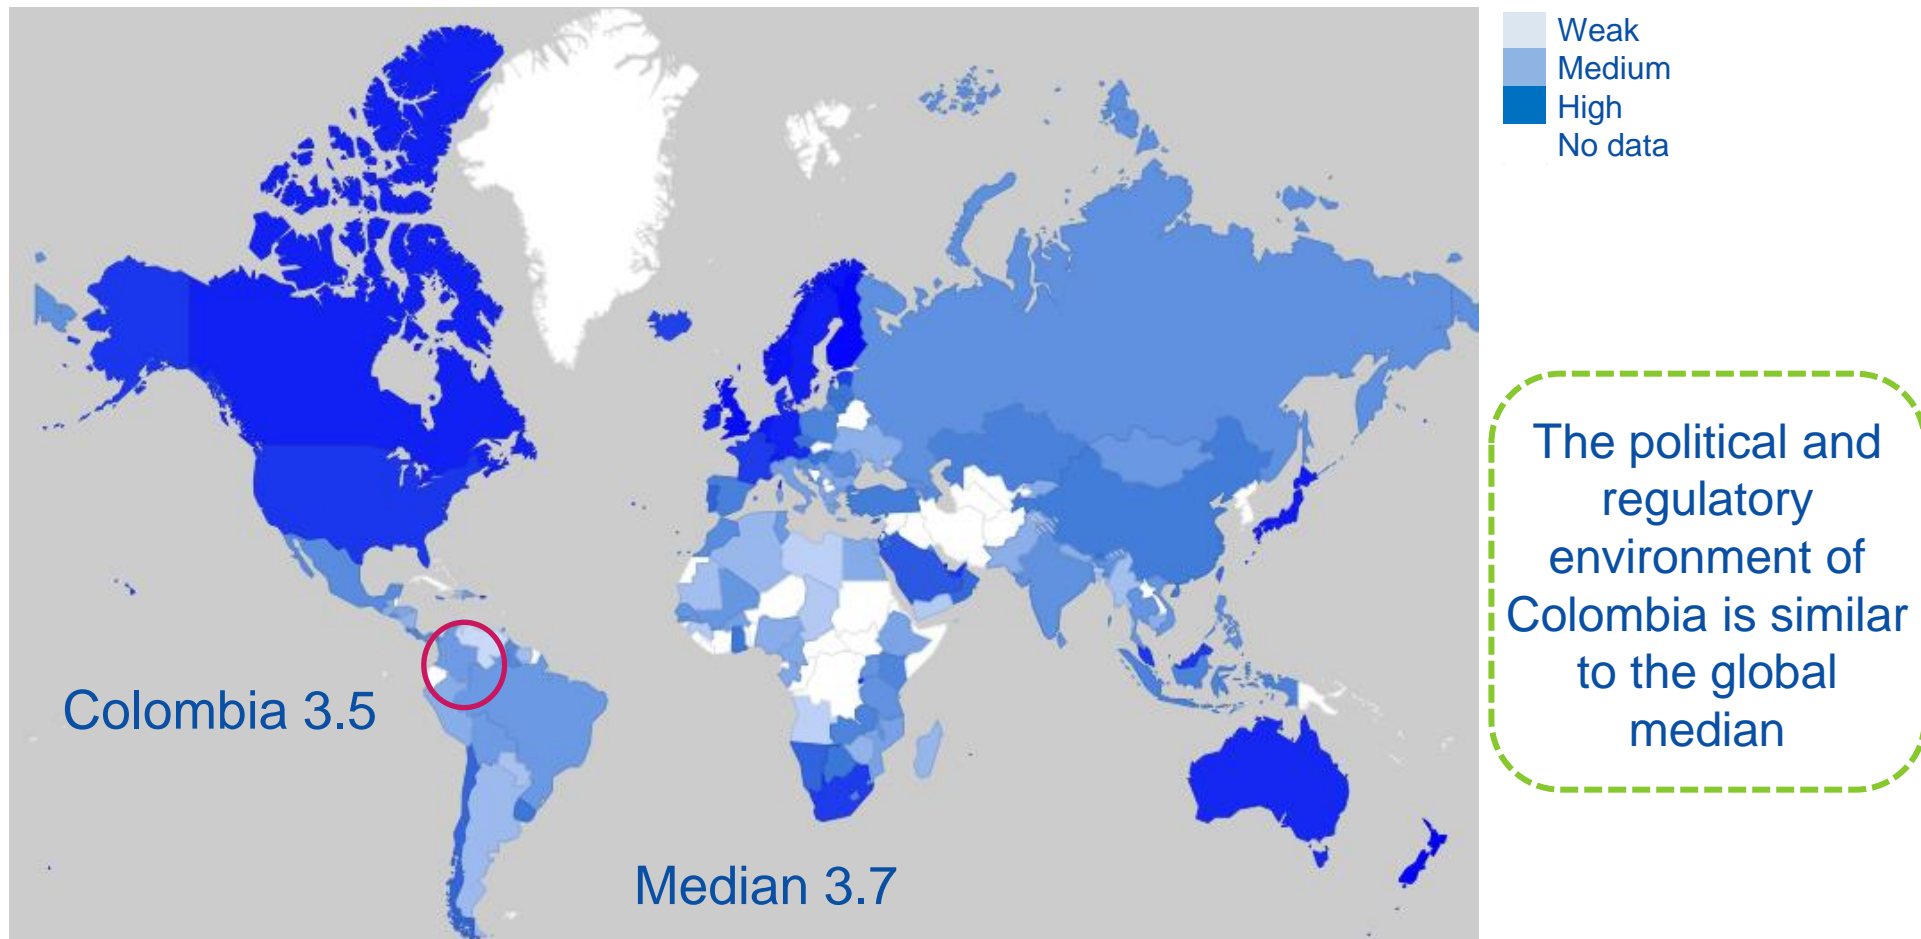 Weak
Medium
High
No data
The political and
regulatory
environment of
Colombia is similar
to the global
median
Colombia 3.5
Median 3.7